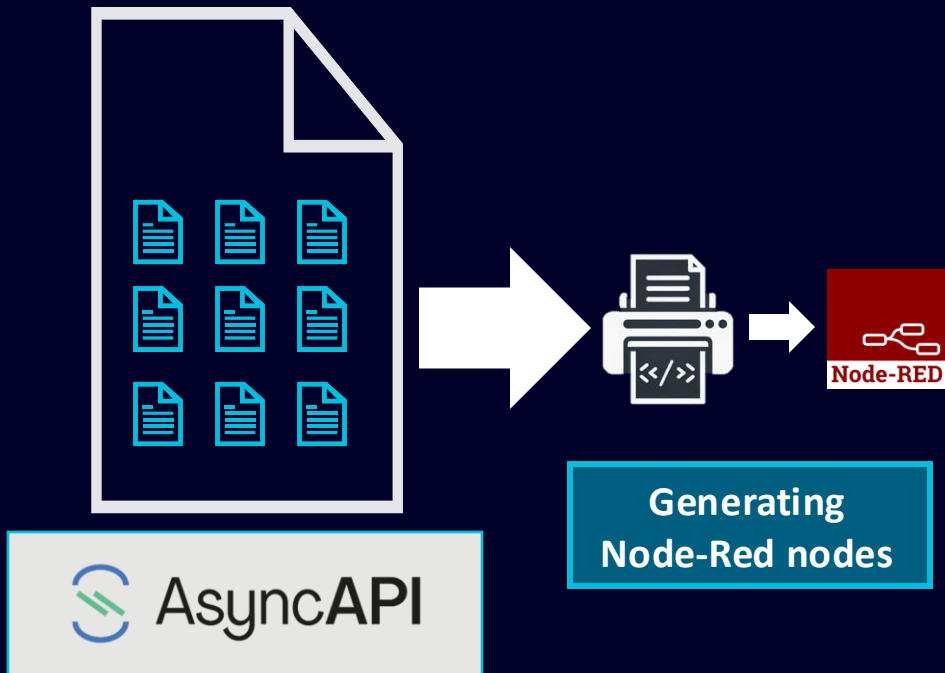 </>
Node-RED
Generating
Node-Red nodes
AsyncAPI